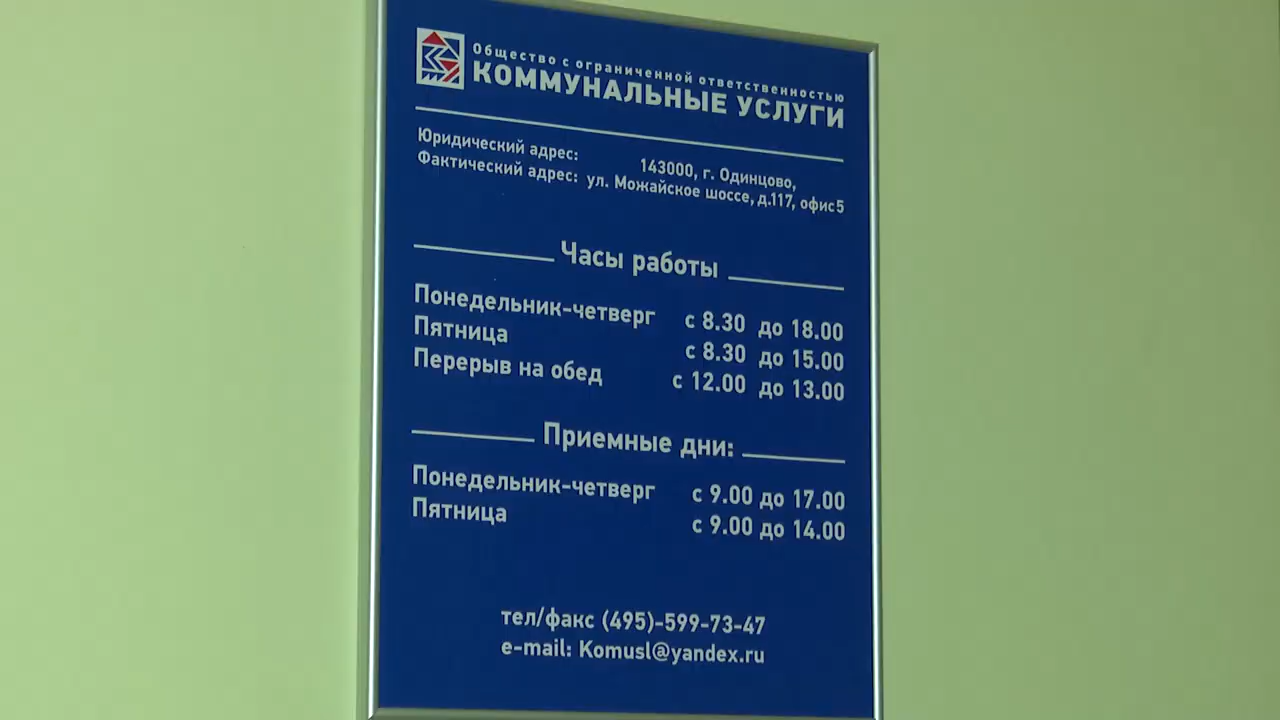 Общество с ограниченной ответственностью
КОММУНАЛЬНЫЕ УСЛУГИ
Юридический адрес: 143000, г. Одинцово,
Фактический адрес: ул. Можайское шоссе, д.117, офис5
Часы работы
Понедельник-четверг с 8.30 до 18.00
Пятница с 8.30 до 15.00
Перерыв на обед с 12.00 до 13.00
Приемные дни:
Понедельник-четверг с 9.00 до 17.00
Пятница с 9.00 до 14.00
тел/факс (495)-599-73-47
e-mail: Komusl@yandex.ru